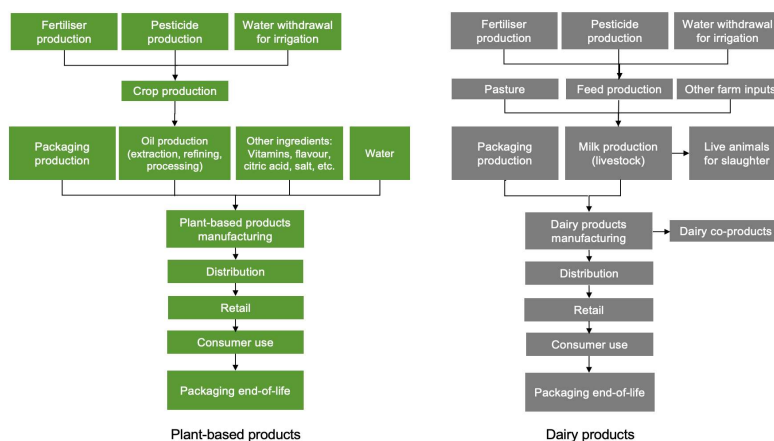 Fertiliser
production
Pesticide
production
Water withdrawal
for irrigation
Crop production
Packaging
production
Oil production
(extraction, refining,
processing)
Other ingredients:
Vitamins, flavour,
citric acid, salt, etc.
Water
Plant-based products
manufacturing
Distribution
Retail
Consumer use
Packaging end-of-life
Plant-based products
Fertiliser
production
Pesticide
production
Water withdrawal
for irrigation
Pasture
Feed production
Other farm inputs
Packaging
production
Milk production
(livestock)
Live animals
for slaughter
Dairy products
manufacturing
Dairy co-products
Distribution
Retail
Consumer use
Packaging end-of-life
Dairy products